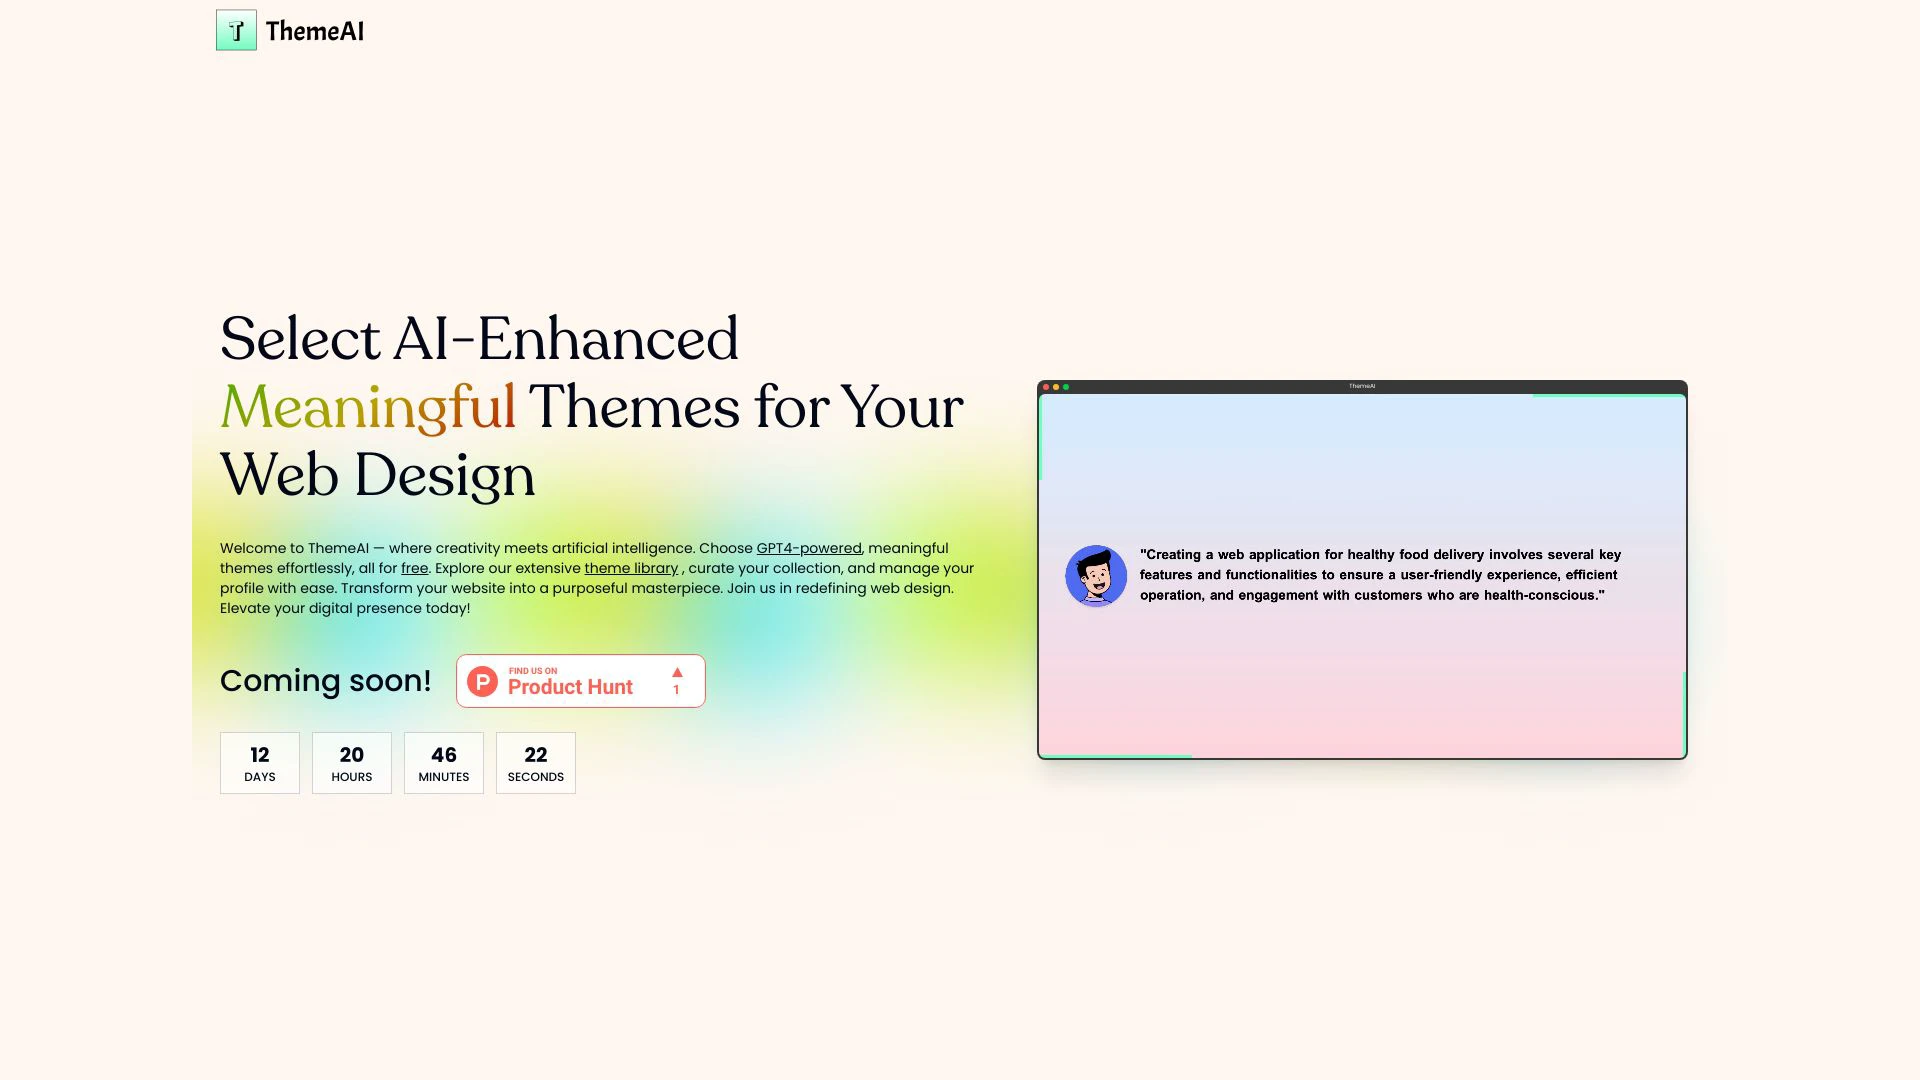 T ThemeAI
Select AI-Enhanced
Meaningful Themes for Your
Web Design
Welcome to ThemeAI — where creativity meets artificial intelligence. Choose GPT4-powered, meaningful
themes effortlessly, all for free. Explore our extensive theme library , curate your collection, and manage your
profile with ease. Transform your website into a purposeful masterpiece. Join us in redefining web design.
Elevate your digital presence today!
Coming soon!
P
FIND US ON
Product Hunt
▲
1
12 20 46 22
DAYS HOURS MINUTES SECONDS
ThemeAI
"Creating a web application for healthy food delivery involves several key
features and functionalities to ensure a user-friendly experience, efficient
operation, and engagement with customers who are health-conscious."